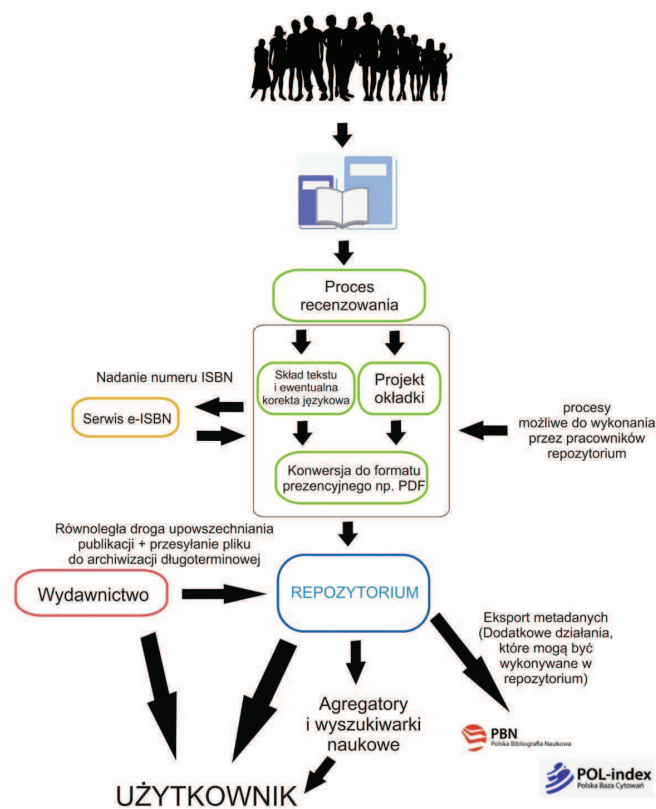 Proces
recenzowania
Skład tekstu
i ewentualna
korekta językowa
Projekt
okładki
Nadanie numeru ISBN
Serwis e-ISBN
procesy
możliwe do wykonania
przez pracowników
repozytorium
Konwersja do formatu
prezencyjnego np. PDF
Równoległa droga upowszechniania
publikacji + przesyłanie pliku
do archiwizacji długoterminowej
Wydawnictwo
REPOZYTORIUM
Eksport metadanych
(Dodatkowe działania,
które mogą być
wykonywane w
repozytorium)
Agregatory
i wyszukiwarki
naukowe
PBN
Polska Bibliografia Naukowa
POL-index
Polska Baza Cytowań
UŻYTKOWNIK